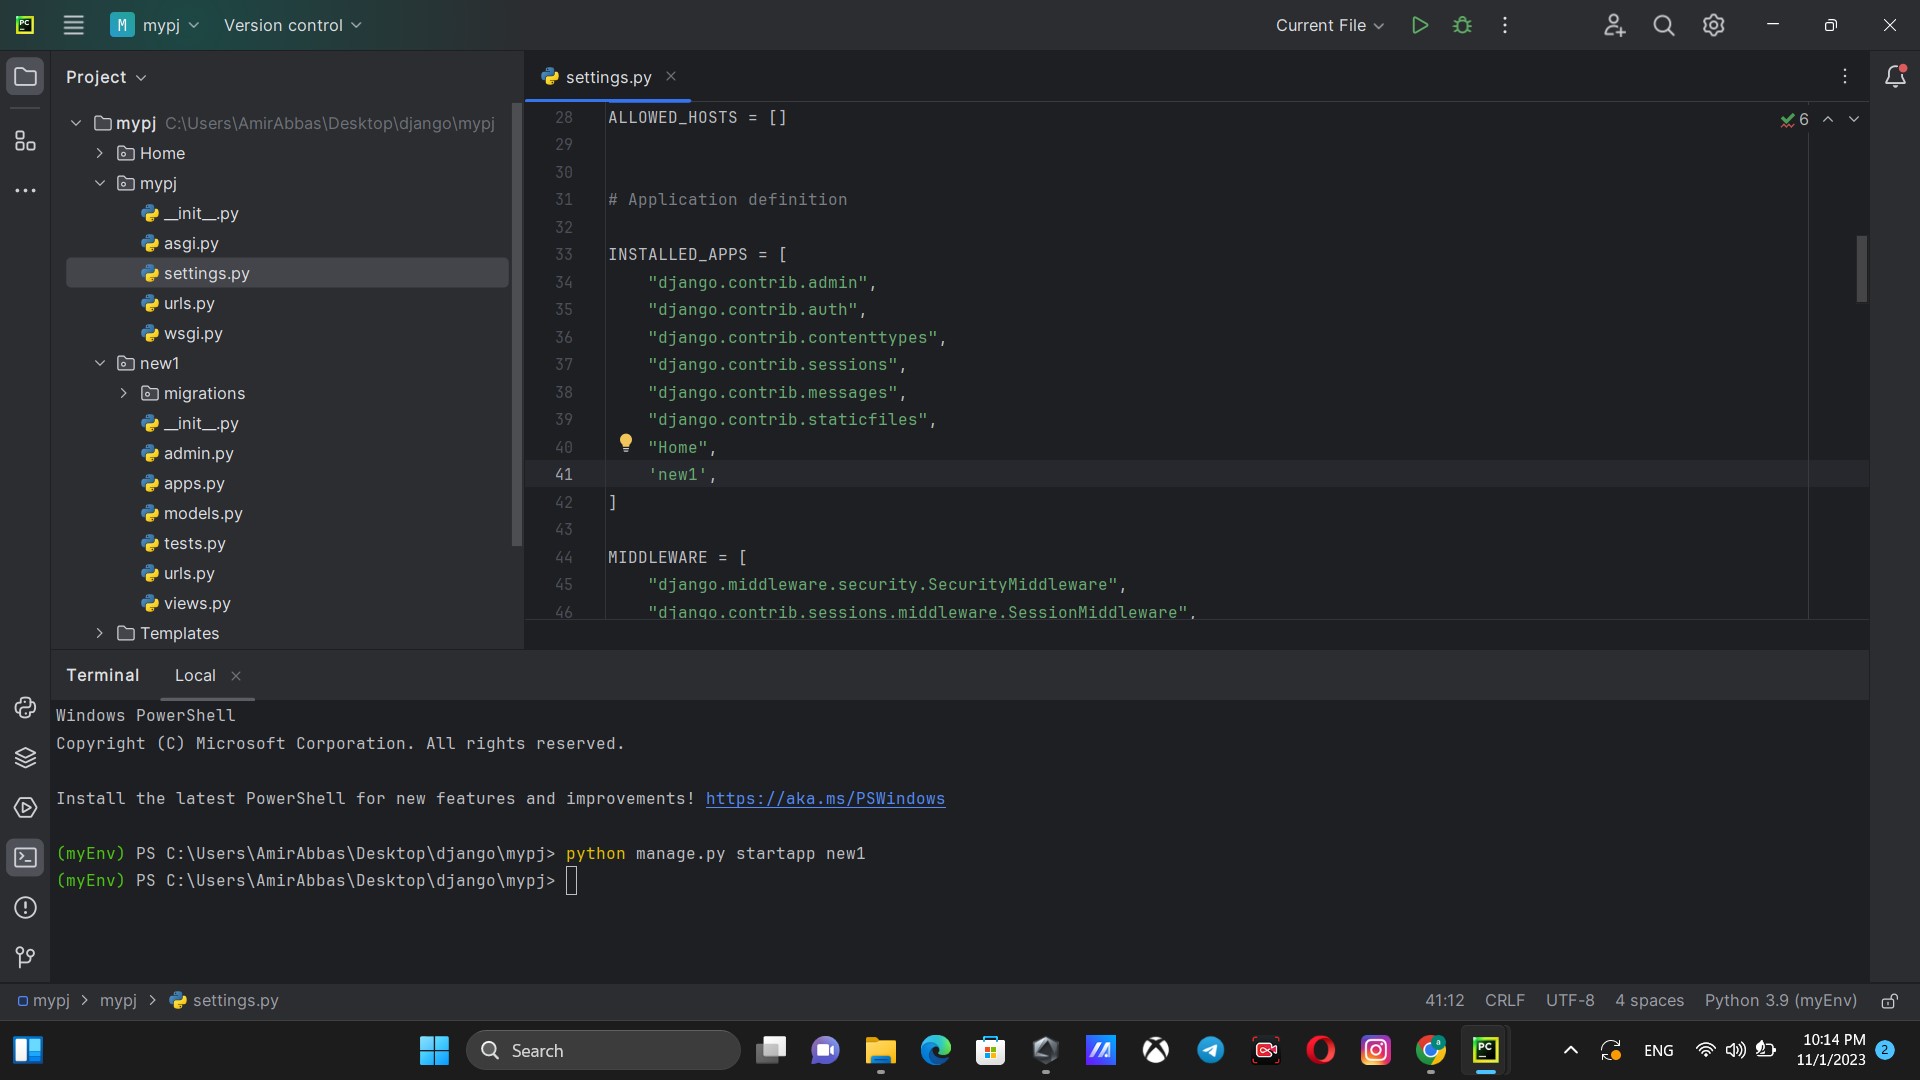 PC
M mypj Version control
Current File
Project
settings.py
mypj C:\Users\AmirAbbas\Desktop\django\mypj
Home
mypj
__init__.py
asgi.py
settings.py
urls.py
wsgi.py
new1
migrations
__init__.py
admin.py
apps.py
models.py
tests.py
urls.py
views.py
Templates
28 ALLOWED_HOSTS = []
29
30
31 # Application definition
32
33 INSTALLED_APPS = [
34 "django.contrib.admin",
35 "django.contrib.auth",
36 "django.contrib.contenttypes",
37 "django.contrib.sessions",
38 "django.contrib.messages",
39 "django.contrib.staticfiles",
40 "Home",
41 'new1',
42 ]
43
44 MIDDLEWARE = [
45 "django.middleware.security.SecurityMiddleware",
46 "django.contrib.sessions.middleware.SessionMiddleware",
6
Terminal Local
Windows PowerShell
Copyright (C) Microsoft Corporation. All rights reserved.
Install the latest PowerShell for new features and improvements! https://aka.ms/PSWindows
(myEnv) PS C:\Users\AmirAbbas\Desktop\django\mypj> python manage.py startapp new1
(myEnv) PS C:\Users\AmirAbbas\Desktop\django\mypj>
mypj > mypj > settings.py
41:12 CRLF UTF-8 4 spaces Python 3.9 (myEnv)
Search
a
PC
ENG
10:14 PM
11/1/2023
2